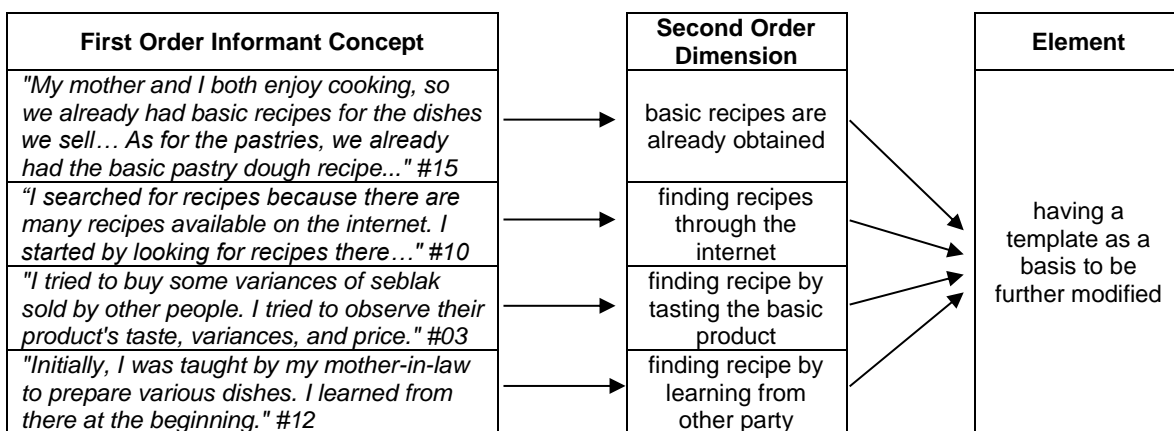 First Order Informant Concept
"My mother and I both enjoy cooking, so
we already had basic recipes for the dishes
we sell… As for the pastries, we already
had the basic pastry dough recipe..." #15
“I searched for recipes because there are
many recipes available on the internet. I
started by looking for recipes there…" #10
"I tried to buy some variances of seblak
sold by other people. I tried to observe their
product's taste, variances, and price." #03
"Initially, I was taught by my mother-in-law
to prepare various dishes. I learned from
there at the beginning." #12
Second Order
Dimension
basic recipes are
already obtained
finding recipes
through the
internet
finding recipe by
tasting the basic
product
finding recipe by
learning from
other party
Element
having a
template as a
basis to be
further modified